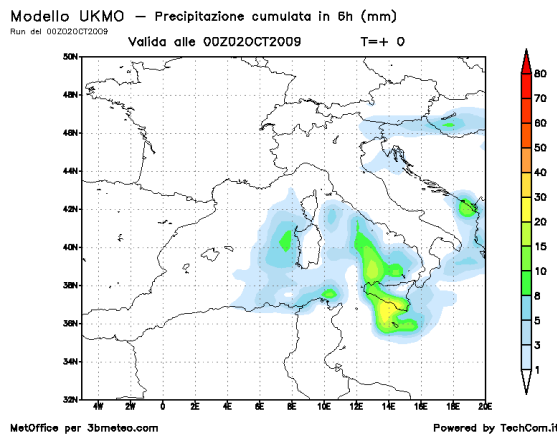 Modello UKMO – Precipitazione cumulata in 6h (mm)
Run del 00Z02OCT2009
Valida alle 00Z02OCT2009 T=+ 0
50N
48N
46N
44N
42N
40N
38N
36N
34N
32N
4W 2W 0 2E 4E 6E 8E 10E 12E 14E 16E 18E 20E
80
70
60
50
40
30
20
15
10
8
5
3
1
MetOffice per 3bmeteo.com Powered by TechCom.it